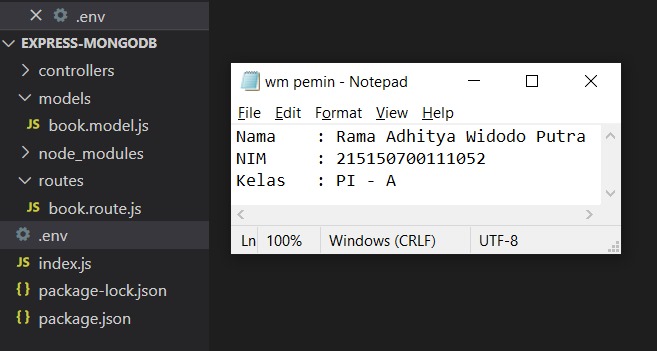 .env
EXPRESS-MONGODB
controllers
models
JS book.model.js
node_modules
routes
JS book.route.js
.env
JS index.js
{} package-lock.json
{} package.json
wm pemin - Notepad
File Edit Format View Help
Nama : Rama Adhitya Widodo Putra
NIM : 215150700111052
Kelas : PI - A
Ln 100% Windows (CRLF) UTF-8